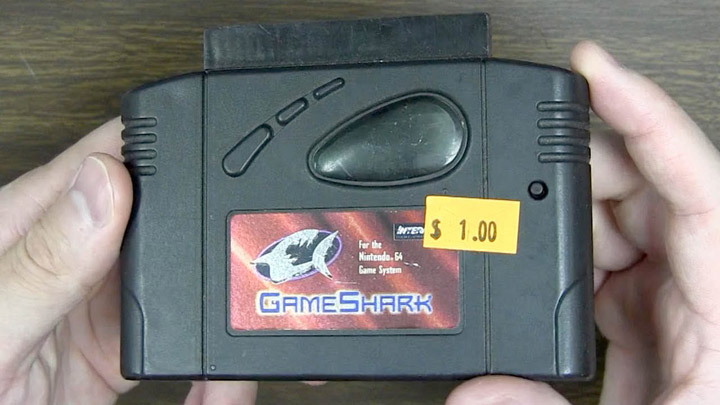 $ 1.00
For the
Nintendo 64
Game System
GAMESHARK